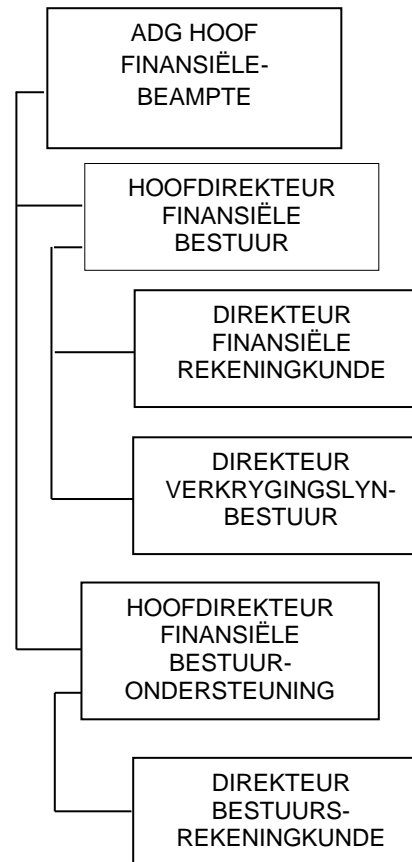 ADG HOOF
FINANSIËLE-
BEAMPTE
HOOFDIREKTEUR
FINANSIËLE
BESTUUR
DIREKTEUR
FINANSIËLE
REKENINGKUNDE
DIREKTEUR
VERKRYGINGSLYN-
BESTUUR
HOOFDIREKTEUR
FINANSIËLE
BESTUUR-
ONDERSTEUNING
DIREKTEUR
BESTUURS-
REKENINGKUNDE